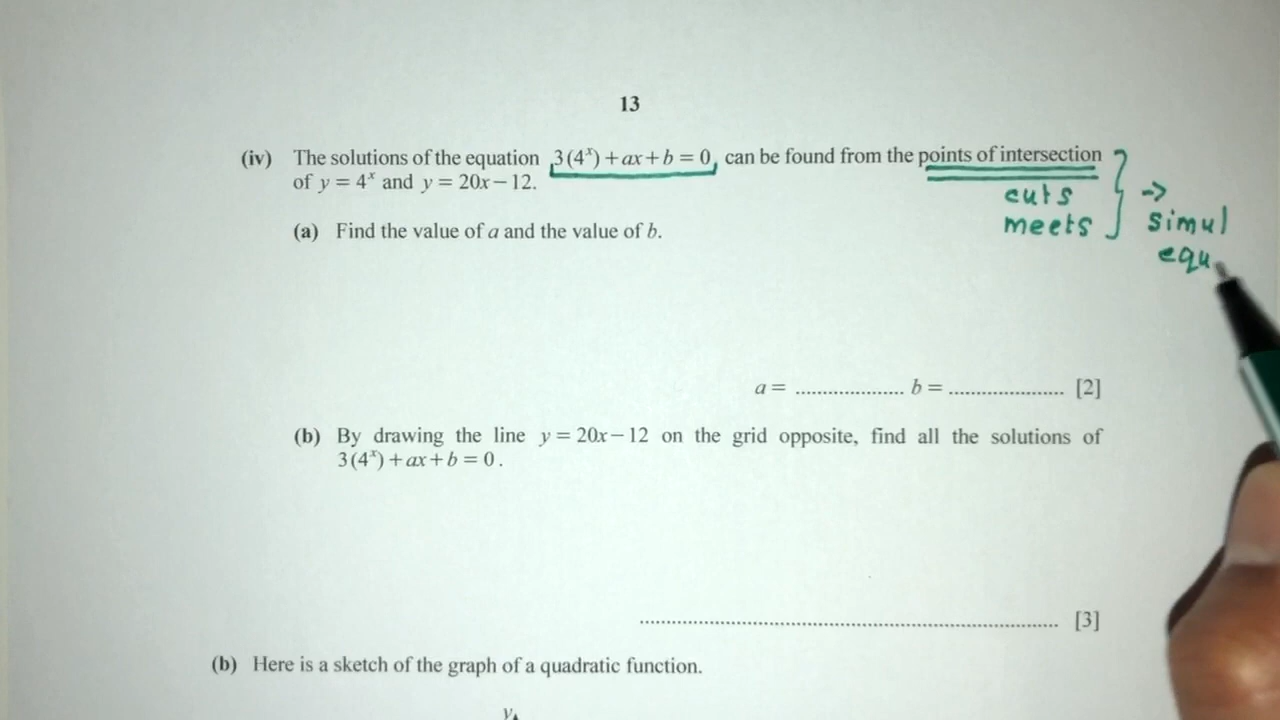 13
(iv) The solutions of the equation 3(4ˣ) + ax + b = 0, can be found from the points of intersection
of y = 4ˣ and y = 20x − 12.
cuts
meets
} → simul
equ
(a) Find the value of a and the value of b.
a = .................... b = ..................... [2]
(b) By drawing the line y = 20x − 12 on the grid opposite, find all the solutions of
3(4ˣ) + ax + b = 0.
.............................................................................. [3]
(b) Here is a sketch of the graph of a quadratic function.
y